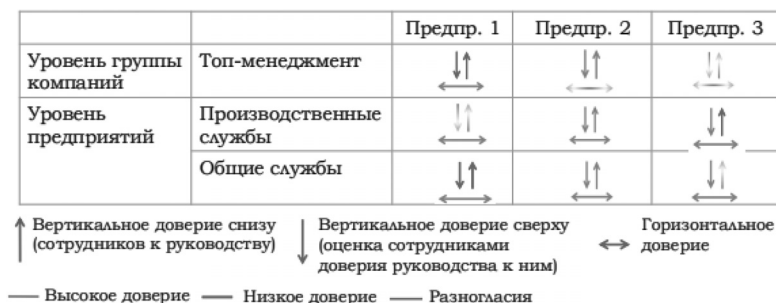 Предпр. 1 Предпр. 2 Предпр. 3
Уровень группы компаний Топ-менеджмент
Уровень предприятий Производственные службы
Общие службы
Вертикальное доверие снизу
(сотрудников к руководству)
Вертикальное доверие сверху
(оценка сотрудниками
доверия руководства к ним)
Горизонтальное
доверие
Высокое доверие Низкое доверие Разногласия